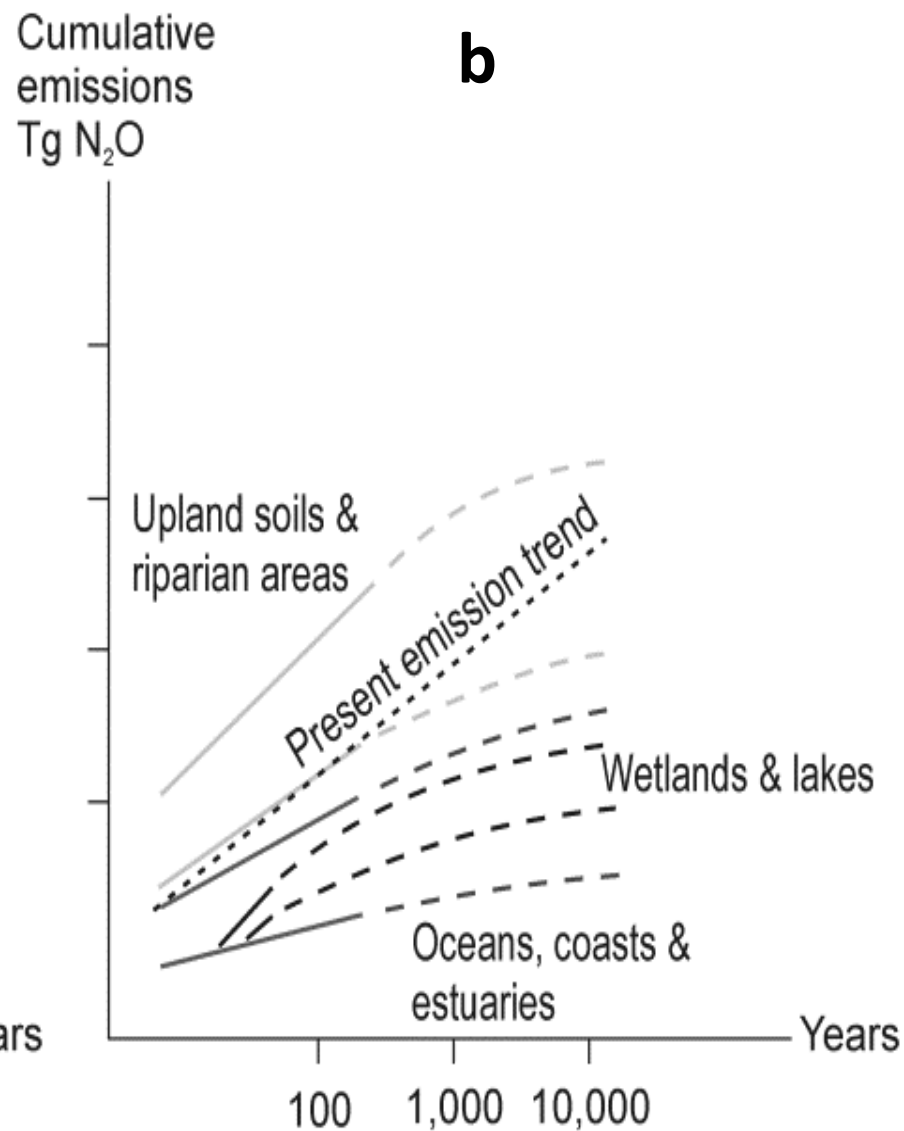 Cumulative
emissions
Tg N₂O
b
Upland soils &
riparian areas
Present emission trend
Wetlands & lakes
Oceans, coasts &
estuaries
ars
Years
100 1,000 10,000